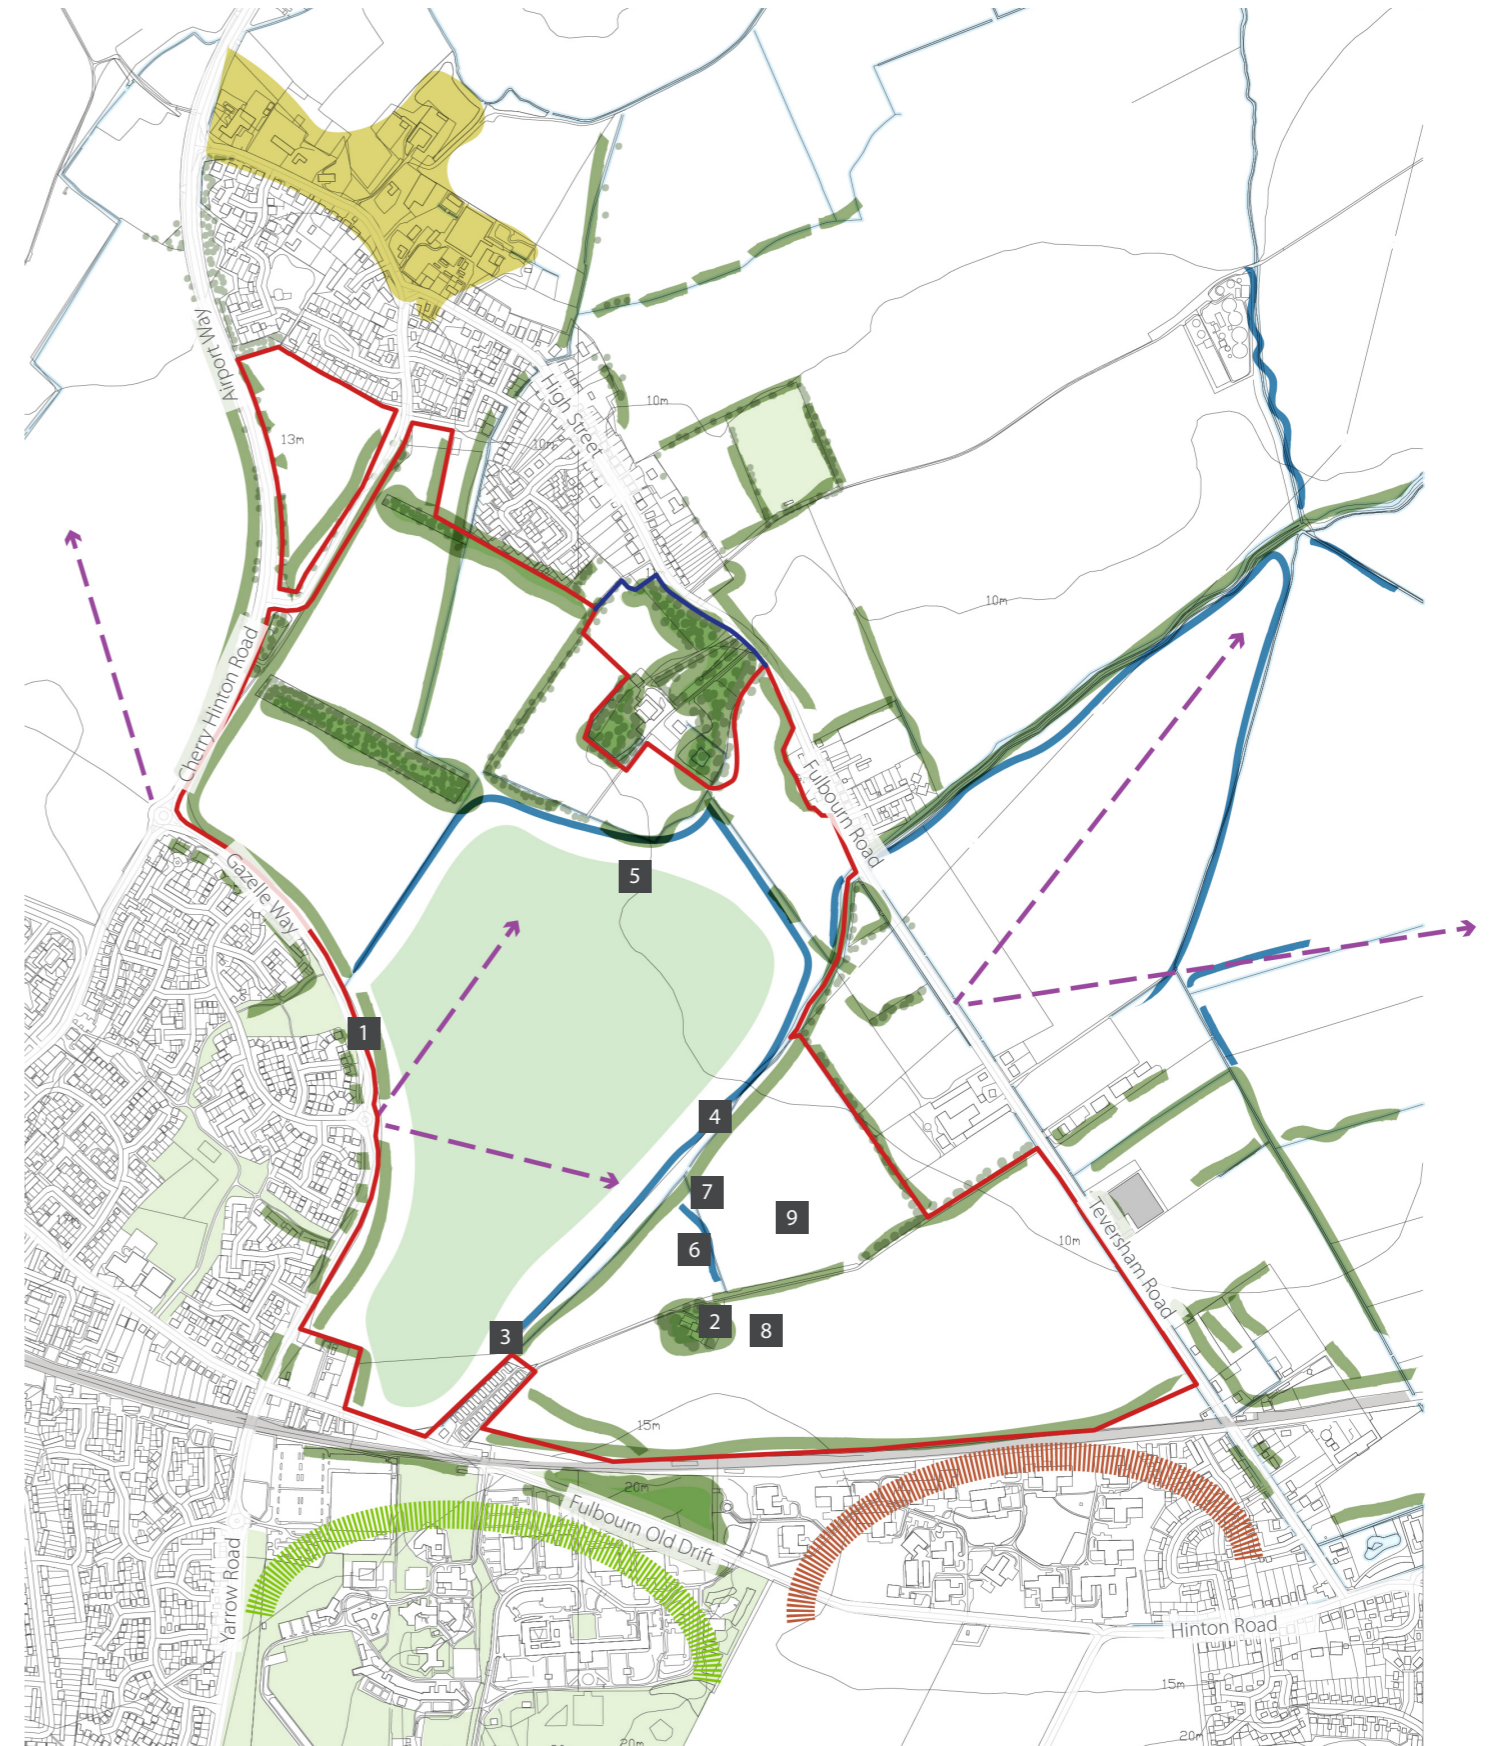 Airport Way
High Street
10m
13m
10m
10m
Cherry Hinton Road
Fulbourn Road
Gazelle Way
5
1
4
7
9
6
10m
Teversham Road
2
8
3
15m
20m
Fulbourn Old Drift
Yarrow Road
Hinton Road
15m
20m
20m